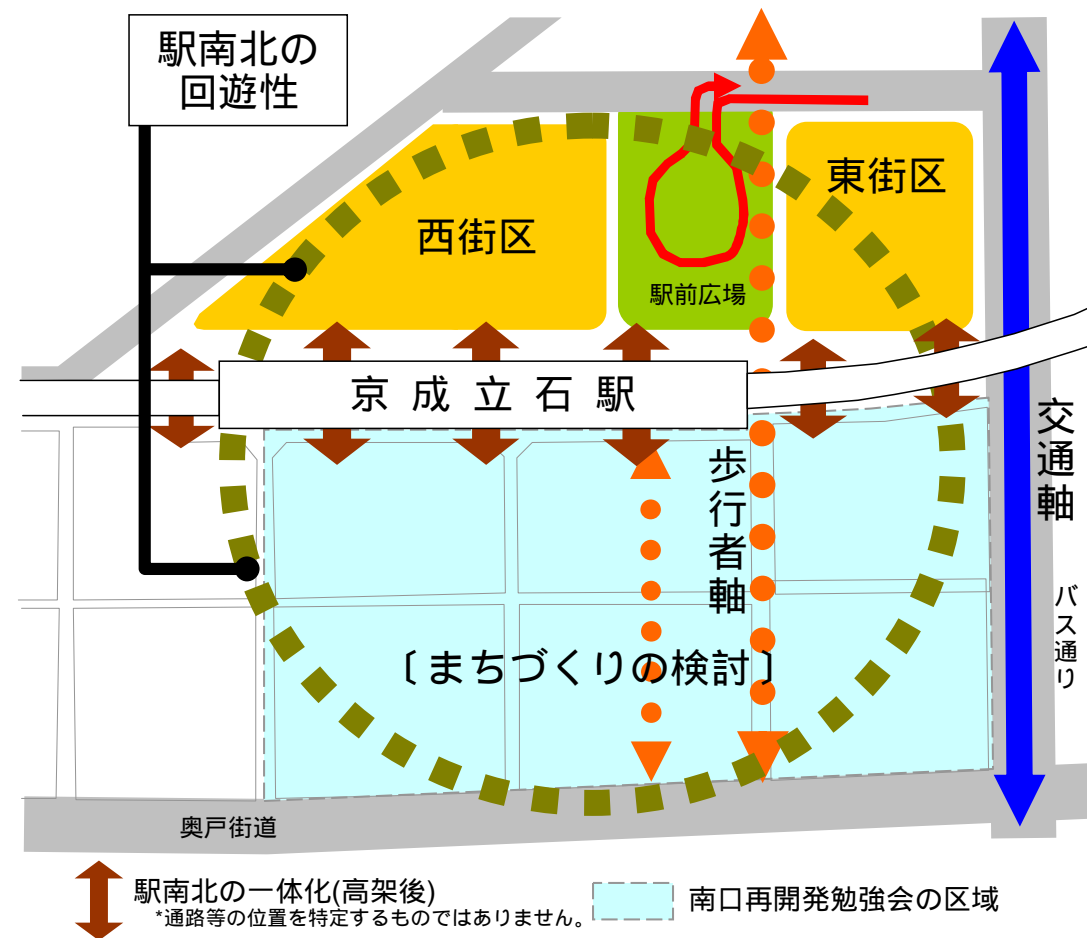 駅南北の
回遊性
東街区
西街区
駅前広場
京成立石駅
交通軸
歩行者軸
バス通り
〔まちづくりの検討〕
奥戸街道
駅南北の一体化(高架後)
*通路等の位置を特定するものではありません。
南口再開発勉強会の区域